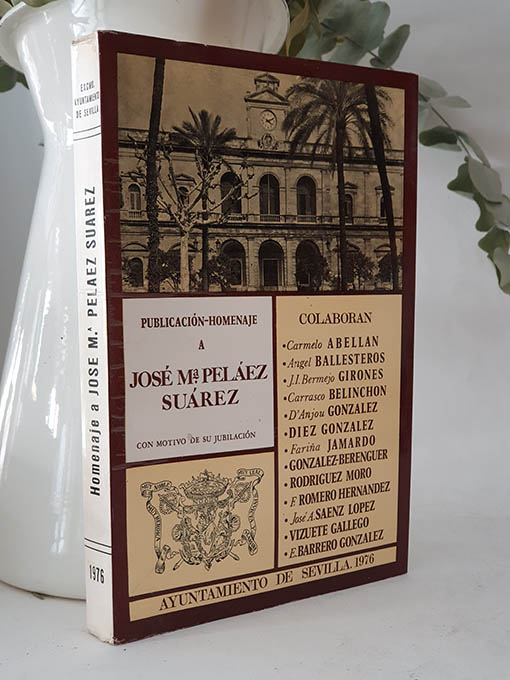 EXCMO.
AYUNTAMIENTO
DE SEVILLA
Homenaje a JOSE M.ª PELAEZ SUAREZ
1976
PUBLICACIÓN-HOMENAJE
A
JOSÉ Mª PELÁEZ
SUÁREZ
CON MOTIVO DE SU JUBILACIÓN
COLABORAN
•Carmelo ABELLAN
•Angel BALLESTEROS
•J.I. Bermejo GIRONES
•Carrasco BELINCHON
•D'Anjou GONZALEZ
•DIEZ GONZALEZ
•Fariña JAMARDO
•GONZALEZ-BERENGUER
•RODRIGUEZ MORO
•F. ROMERO HERNANDEZ
•José A. SAENZ LOPEZ
•VIZUETE GALLEGO
•E. BARRERO GONZALEZ
AYUNTAMIENTO DE SEVILLA. 1976